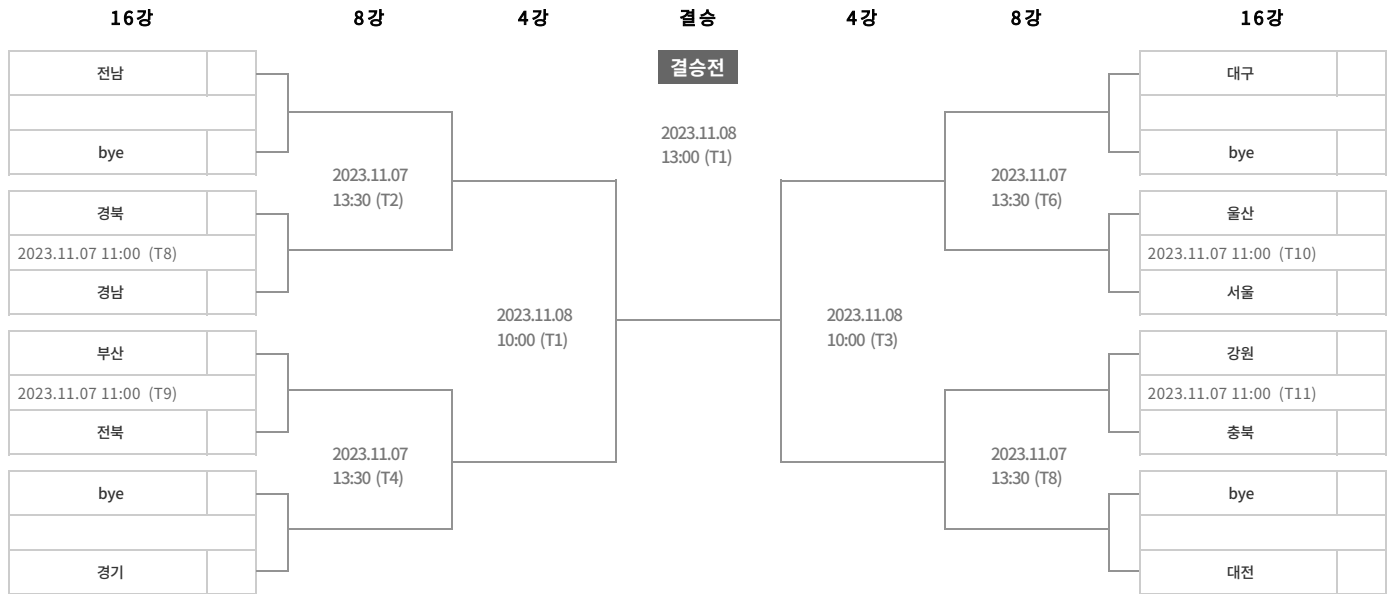 16강 8강 4강 결승 4강 8강 16강
결승전
전남
bye
경북
2023.11.07 11:00 (T8)
경남
부산
2023.11.07 11:00 (T9)
전북
bye
경기
2023.11.07
13:30 (T2)
2023.11.07
13:30 (T4)
2023.11.08
10:00 (T1)
2023.11.08
13:00 (T1)
2023.11.08
10:00 (T3)
2023.11.07
13:30 (T6)
2023.11.07
13:30 (T8)
대구
bye
울산
2023.11.07 11:00 (T10)
서울
강원
2023.11.07 11:00 (T11)
충북
bye
대전